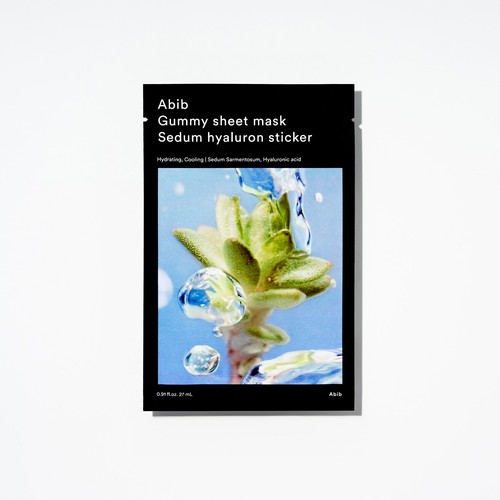 Abib
Gummy sheet mask
Sedum hyaluron sticker
Hydrating, Cooling | Sedum Sarmentosum, Hyaluronic acid
0.91 fl.oz. 27 mL
Abib